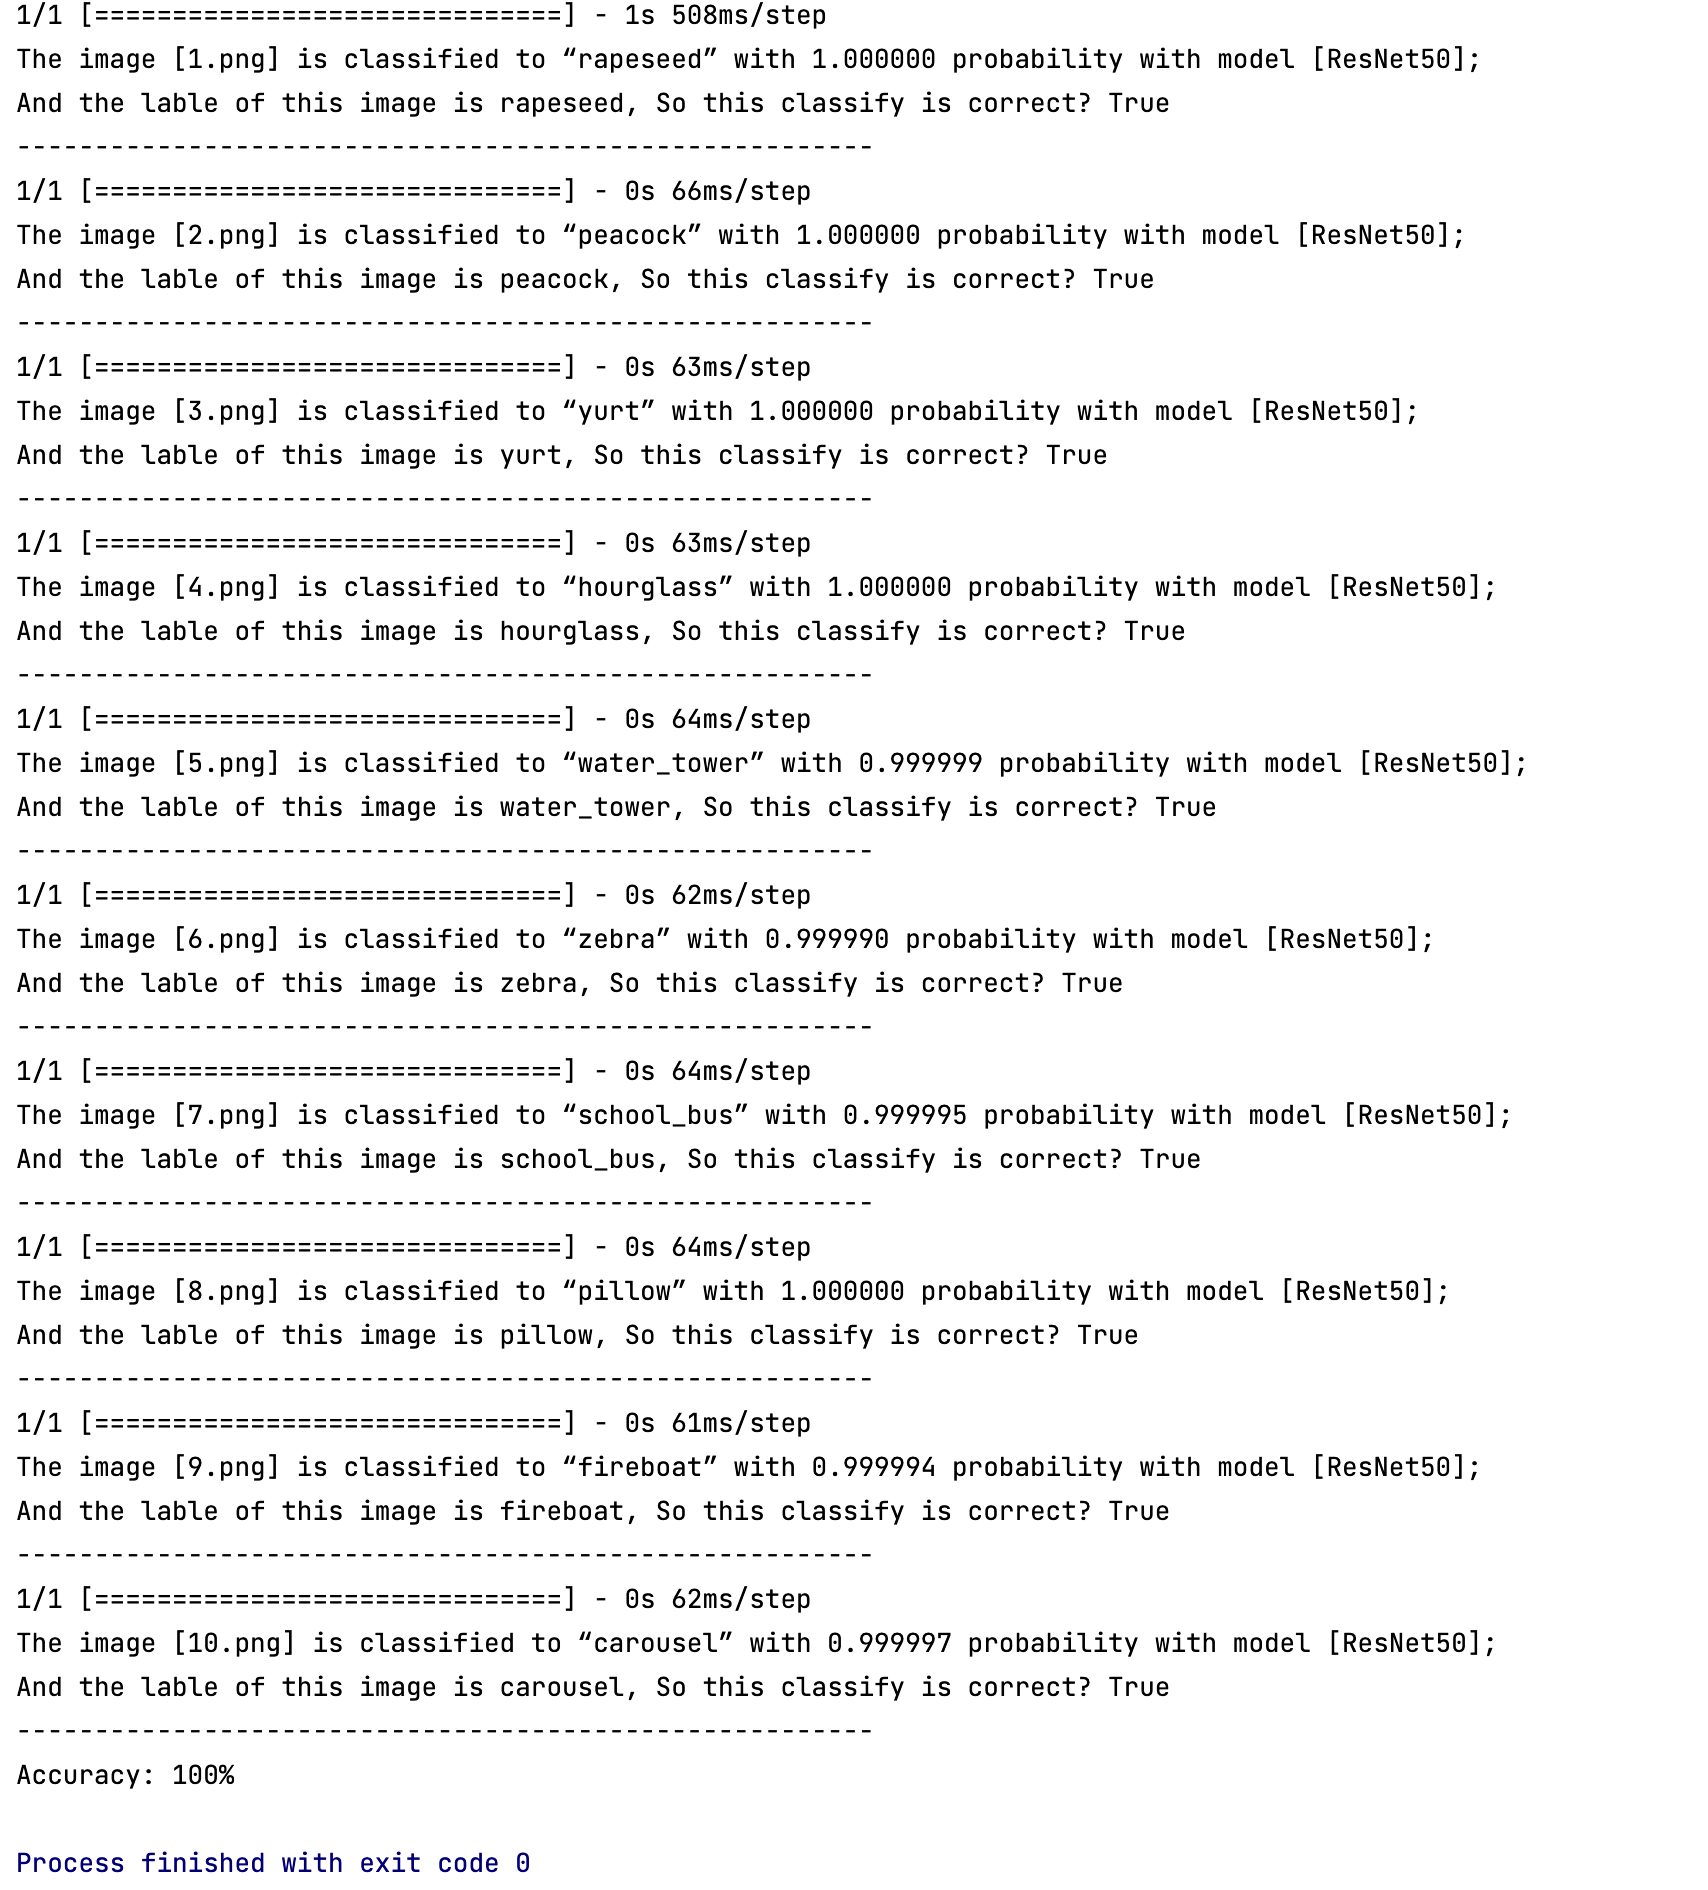 1/1 [==============================] - 1s 508ms/step
The image [1.png] is classified to “rapeseed” with 1.000000 probability with model [ResNet50];
And the lable of this image is rapeseed, So this classify is correct? True
-------------------------------------------------------
1/1 [==============================] - 0s 66ms/step
The image [2.png] is classified to “peacock” with 1.000000 probability with model [ResNet50];
And the lable of this image is peacock, So this classify is correct? True
-------------------------------------------------------
1/1 [==============================] - 0s 63ms/step
The image [3.png] is classified to “yurt” with 1.000000 probability with model [ResNet50];
And the lable of this image is yurt, So this classify is correct? True
-------------------------------------------------------
1/1 [==============================] - 0s 63ms/step
The image [4.png] is classified to “hourglass” with 1.000000 probability with model [ResNet50];
And the lable of this image is hourglass, So this classify is correct? True
-------------------------------------------------------
1/1 [==============================] - 0s 64ms/step
The image [5.png] is classified to “water_tower” with 0.999999 probability with model [ResNet50];
And the lable of this image is water_tower, So this classify is correct? True
-------------------------------------------------------
1/1 [==============================] - 0s 62ms/step
The image [6.png] is classified to “zebra” with 0.999990 probability with model [ResNet50];
And the lable of this image is zebra, So this classify is correct? True
-------------------------------------------------------
1/1 [==============================] - 0s 64ms/step
The image [7.png] is classified to “school_bus” with 0.999995 probability with model [ResNet50];
And the lable of this image is school_bus, So this classify is correct? True
-------------------------------------------------------
1/1 [==============================] - 0s 64ms/step
The image [8.png] is classified to “pillow” with 1.000000 probability with model [ResNet50];
And the lable of this image is pillow, So this classify is correct? True
-------------------------------------------------------
1/1 [==============================] - 0s 61ms/step
The image [9.png] is classified to “fireboat” with 0.999994 probability with model [ResNet50];
And the lable of this image is fireboat, So this classify is correct? True
-------------------------------------------------------
1/1 [==============================] - 0s 62ms/step
The image [10.png] is classified to “carousel” with 0.999997 probability with model [ResNet50];
And the lable of this image is carousel, So this classify is correct? True
-------------------------------------------------------
Accuracy: 100%
Process finished with exit code 0